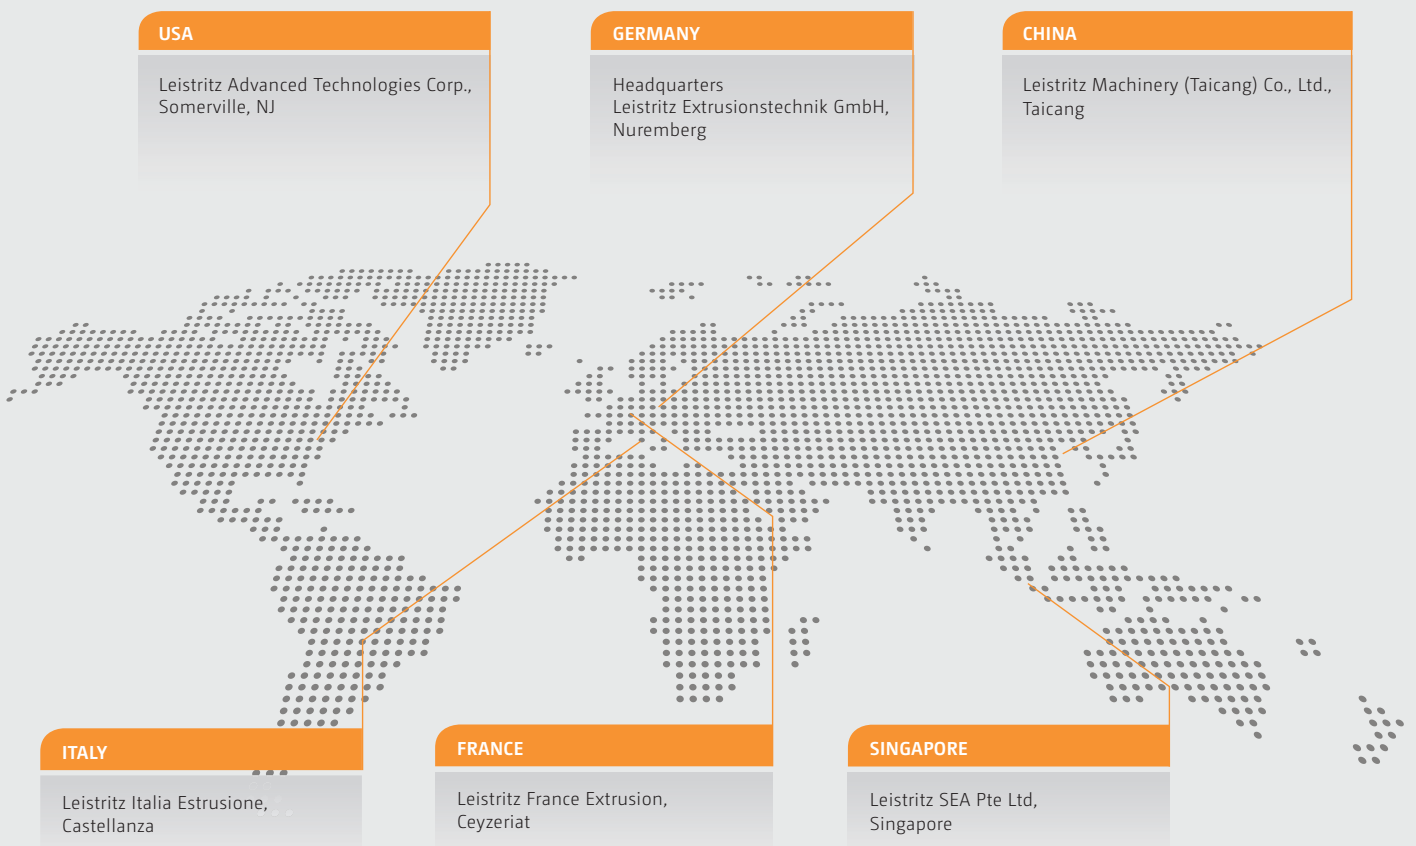 USA
Leistritz Advanced Technologies Corp.,
Somerville, NJ
GERMANY
Headquarters
Leistritz Extrusionstechnik GmbH,
Nuremberg
CHINA
Leistritz Machinery (Taicang) Co., Ltd.,
Taicang
ITALY
Leistritz Italia Estrusione,
Castellanza
FRANCE
Leistritz France Extrusion,
Ceyzeriat
SINGAPORE
Leistritz SEA Pte Ltd,
Singapore